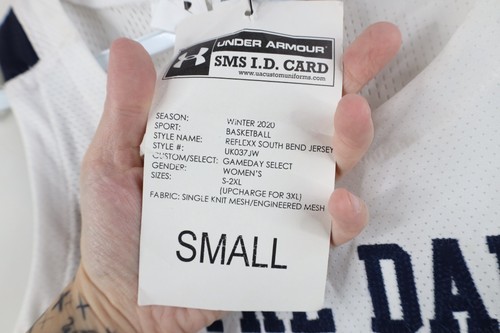 UNDER ARMOUR
SMS I.D. CARD
www.uacustomuniforms.com
SEASON: WINTER 2020
SPORT: BASKETBALL
STYLE NAME: REFLEXX SOUTH BEND JERSEY
STYLE #: UK037JW
CUSTOM/SELECT: GAMEDAY SELECT
GENDER: WOMEN'S
SIZES: S-2XL
(UPCHARGE FOR 3XL)
FABRIC: SINGLE KNIT MESH/ENGINEERED MESH
SMALL
THE DA